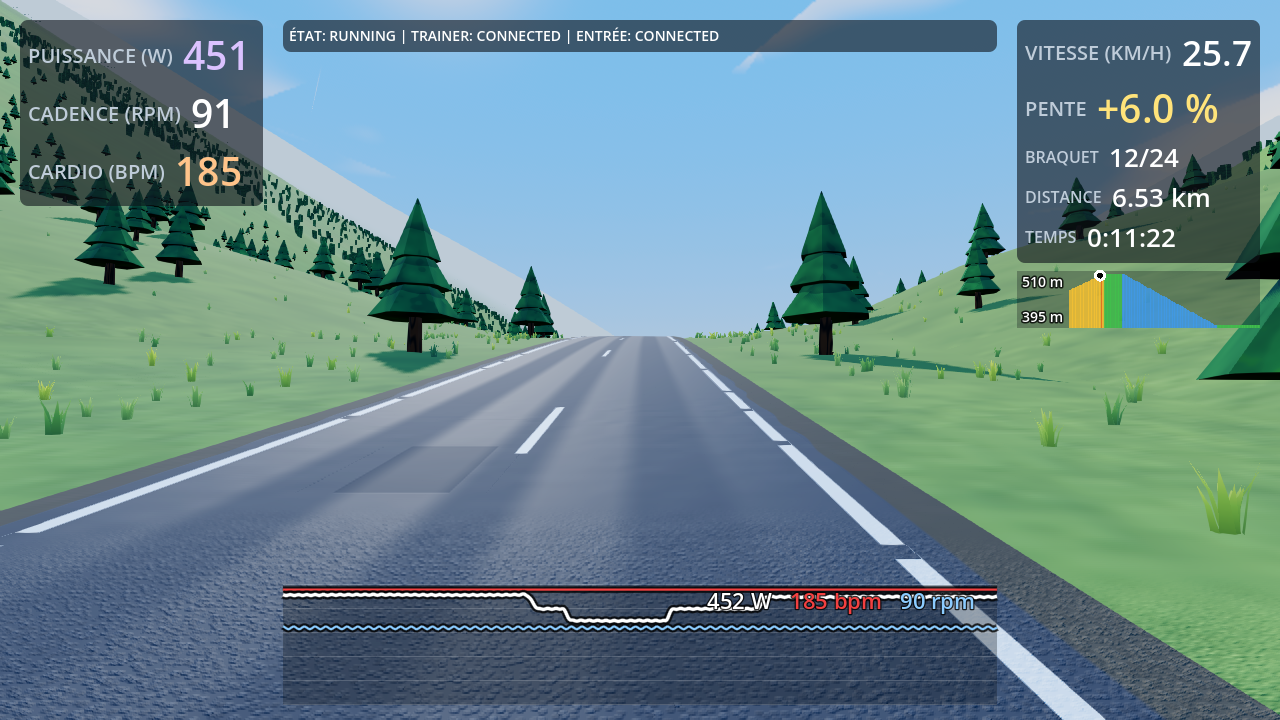 PUISSANCE (W) 451
CADENCE (RPM) 91
CARDIO (BPM) 185
ÉTAT: RUNNING | TRAINER: CONNECTED | ENTRÉE: CONNECTED
VITESSE (KM/H) 25.7
PENTE +6.0 %
BRAQUET 12/24
DISTANCE 6.53 km
TEMPS 0:11:22
510 m
395 m
452 W 185 bpm 90 rpm